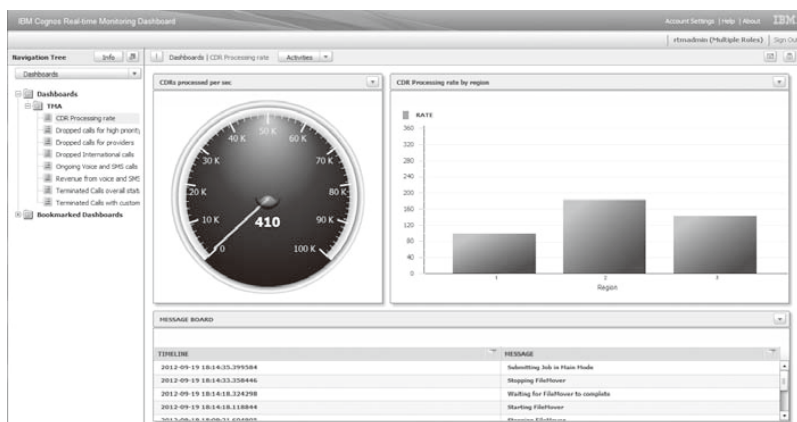 IBM Cognos Real-time Monitoring Dashboard
Account Settings | Help | About IBM
rtmadmin (Multiple Roles) | Sign Out
Navigation Tree Info
Dashboards | CDR Processing rate Activities
Dashboards
Dashboards
TMA
CDR Processing rate
Dropped calls for high priority
Dropped calls for providers
Dropped International calls
Ongoing Voice and SMS calls
Revenue from voice and SMS
Terminated Calls overall stat
Terminated Calls with custom
Bookmarked Dashboards
CDRs processed per sec
0
10 K
20 K
30 K
40 K
50 K
60 K
70 K
80 K
90 K
100 K
410
CDR Processing rate by region
RATE
360
320
280
240
200
160
120
80
40
0
1 2 3
Region
MESSAGE BOARD
TIMELINE MESSAGE
2012-09-19 18:14:35.399584 Submitting Job in Main Mode
2012-09-19 18:14:33.358446 Stopping FileMover
2012-09-19 18:14:18.324298 Waiting for FileMover to complete
2012-09-19 18:14:18.118844 Starting FileMover